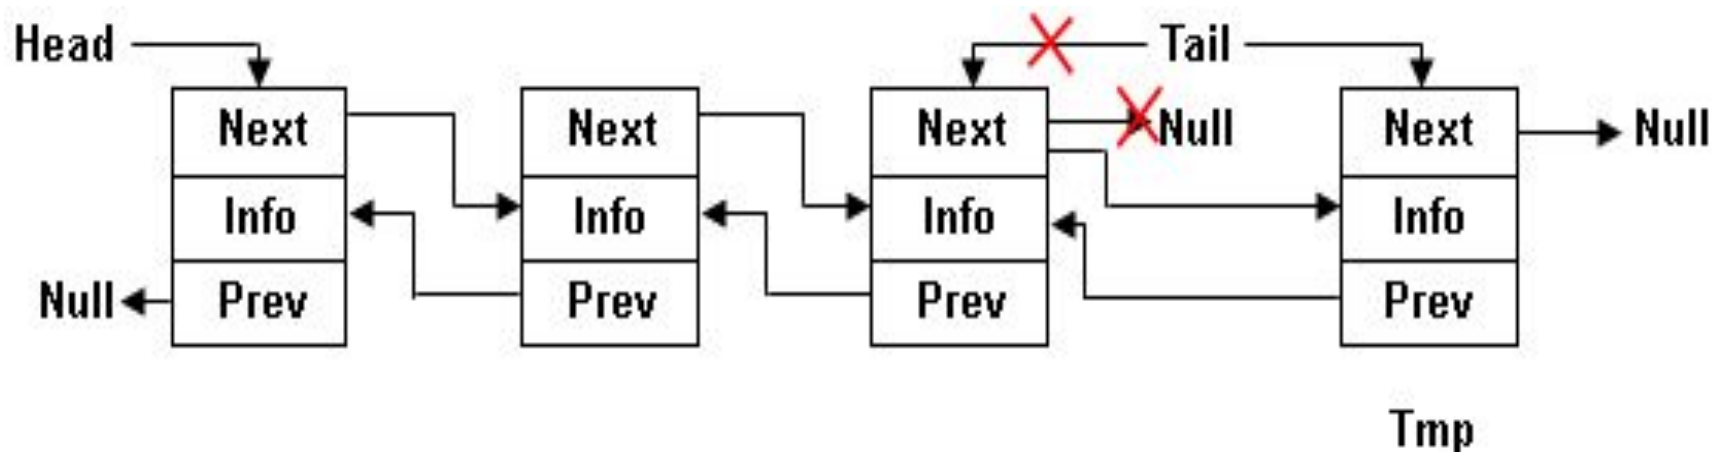 Head Tail
Next Next Next Null Next Null
Info Info Info Info
Null Prev Prev Prev Prev
Tmp